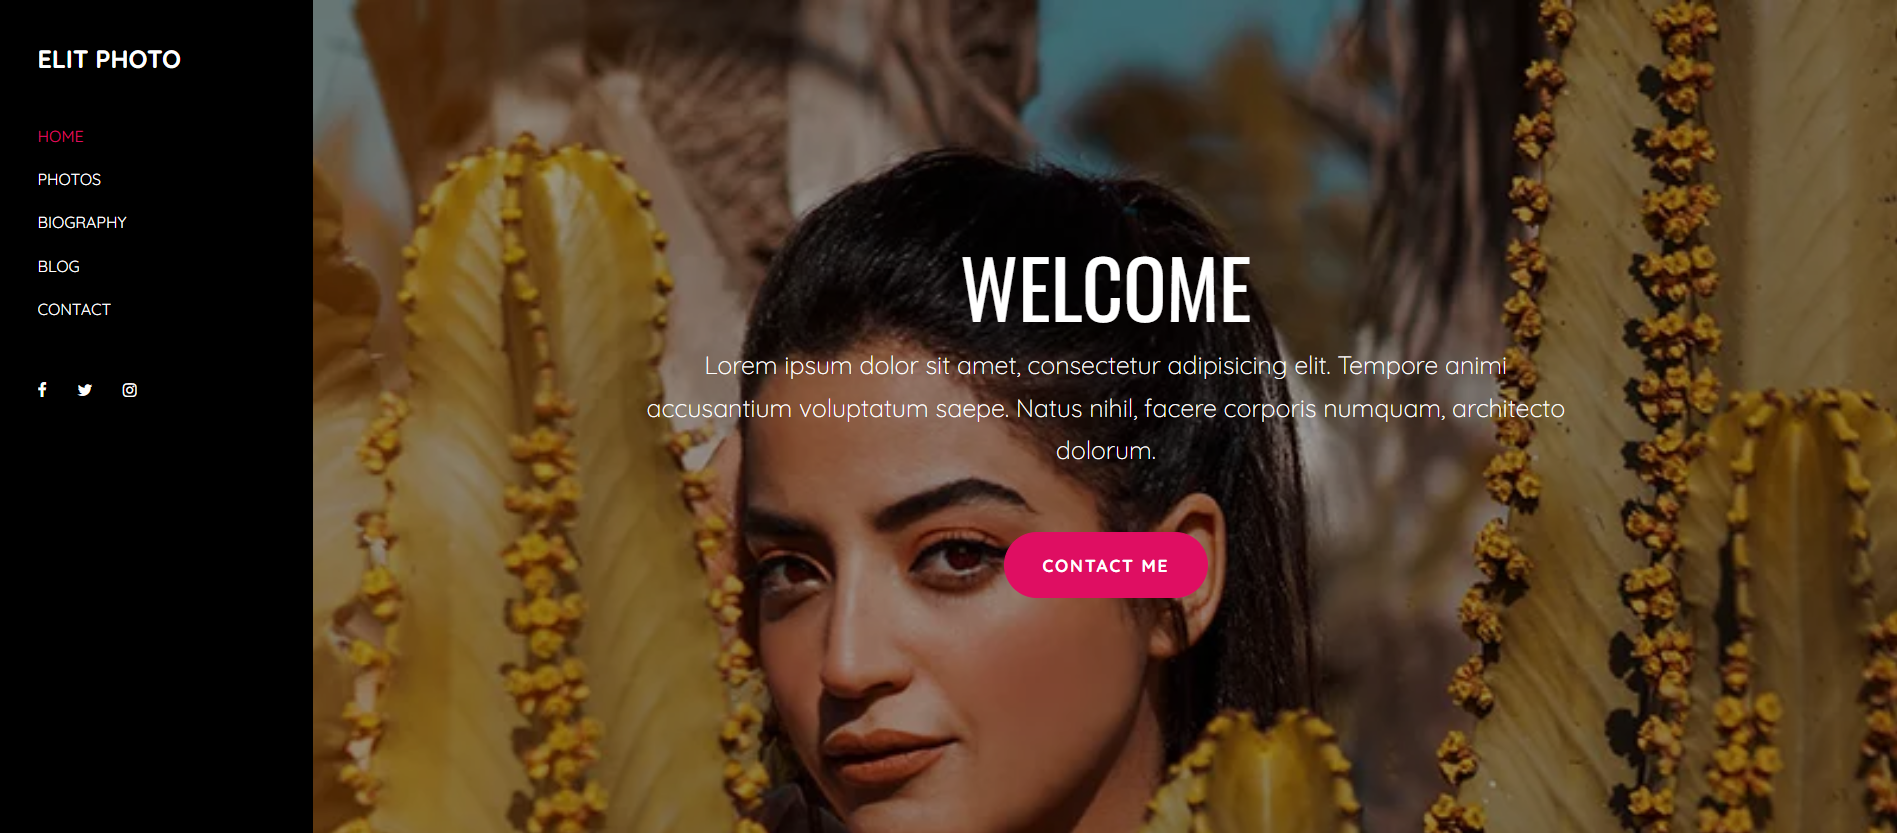 ELIT PHOTO
HOME
PHOTOS
BIOGRAPHY
BLOG
CONTACT
WELCOME
Lorem ipsum dolor sit amet, consectetur adipisicing elit. Tempore animi
accusantium voluptatum saepe. Natus nihil, facere corporis numquam, architecto
dolorum.
CONTACT ME